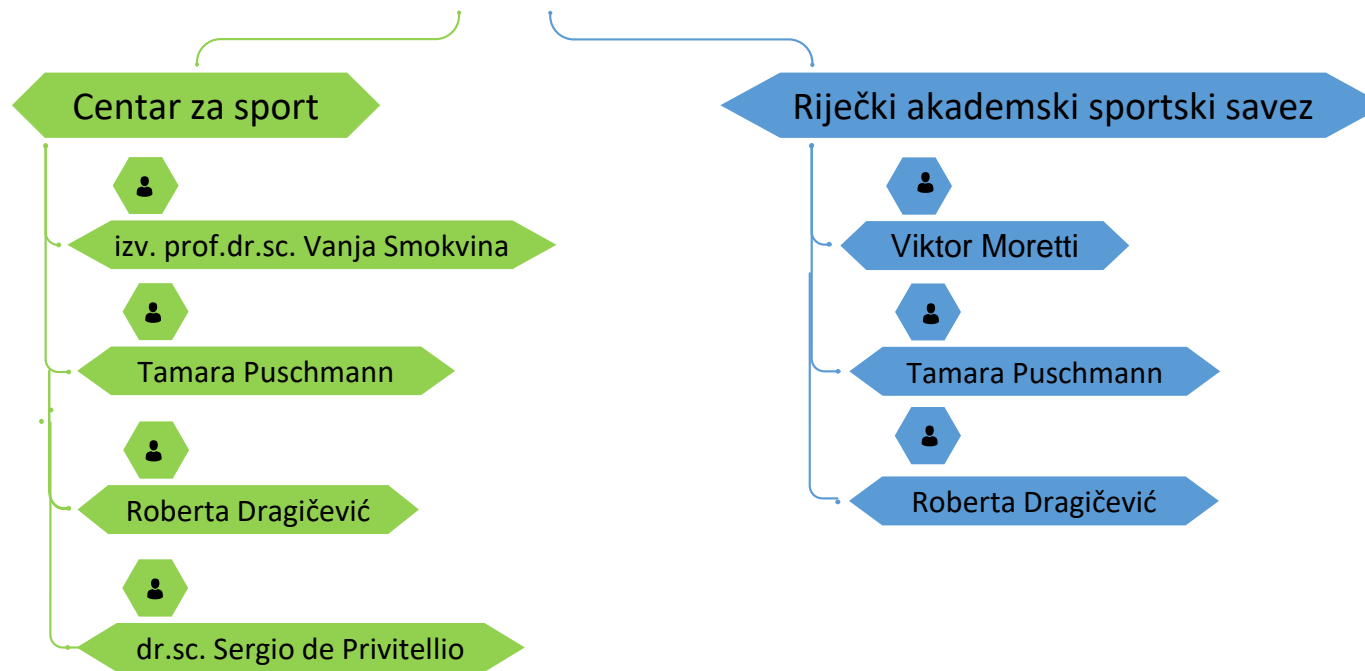 Centar za sport
izv. prof.dr.sc. Vanja Smokvina
Tamara Puschmann
Roberta Dragičević
dr.sc. Sergio de Privitellio
Riječki akademski sportski savez
Viktor Moretti
Tamara Puschmann
Roberta Dragičević